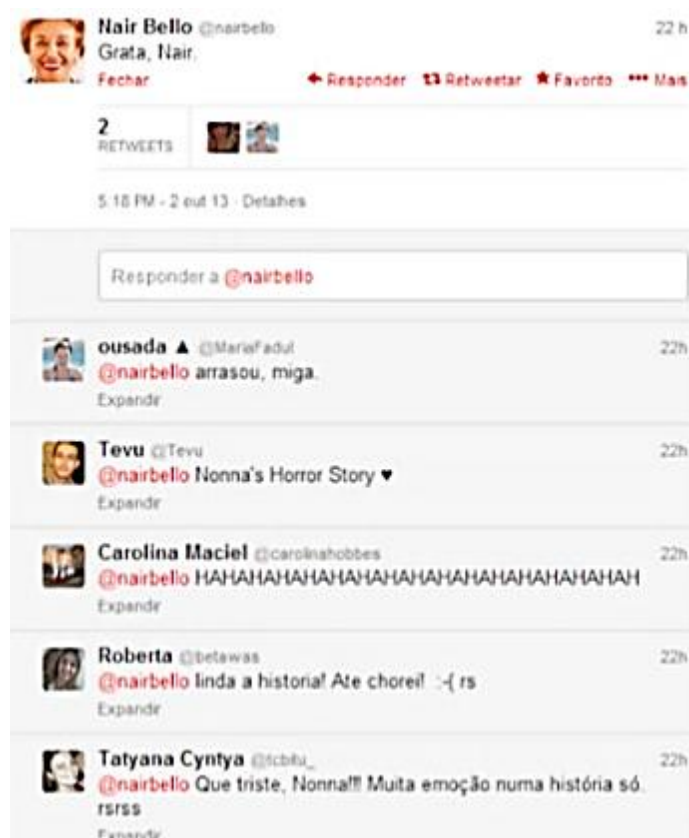 Nair Bello @nairbello 22 h
Grata, Nair.
Fechar Responder Retweetar Favorito Mais
2
RETWEETS
5:18 PM - 2 out 13 · Detalhes
Responder a @nairbello
ousada ▲ @MariaFadul 22h
@nairbello arrasou, miga.
Expandir
Tevu @Tevu 22h
@nairbello Nonna's Horror Story ♥
Expandir
Carolina Maciel @carolinahobbes 22h
@nairbello HAHAHAHAHAHAHAHAHAHAHAHAHAHAHAHAHAH
Expandir
Roberta @betawas 22h
@nairbello linda a historia! Ate chorei! :-( rs
Expandir
Tatyana Cyntya @tcbitu_ 22h
@nairbello Que triste, Nonna!!! Muita emoção numa história só.
rsrss
Expandir